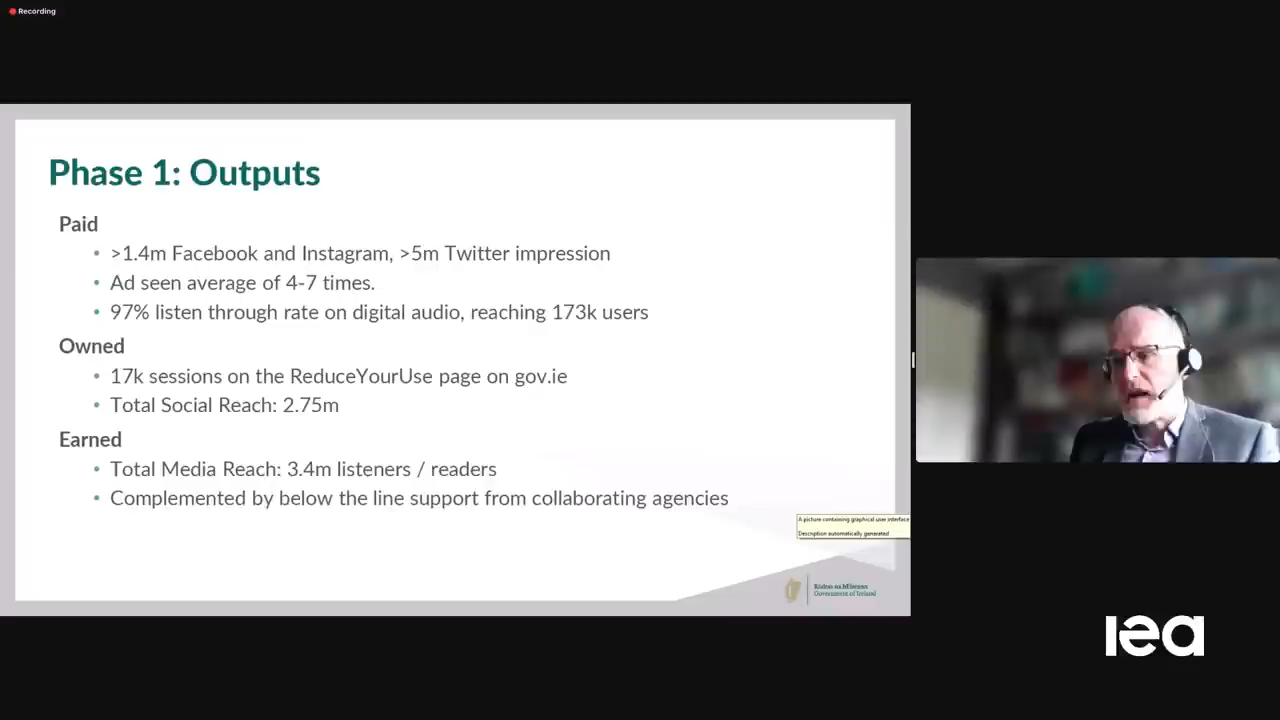 Recording
Phase 1: Outputs
Paid
• >1.4m Facebook and Instagram, >5m Twitter impression
• Ad seen average of 4-7 times.
• 97% listen through rate on digital audio, reaching 173k users
Owned
• 17k sessions on the ReduceYourUse page on gov.ie
• Total Social Reach: 2.75m
Earned
• Total Media Reach: 3.4m listeners / readers
• Complemented by below the line support from collaborating agencies
A picture containing graphical user interface
Description automatically generated
Rialtas na hÉireann
Government of Ireland
iea